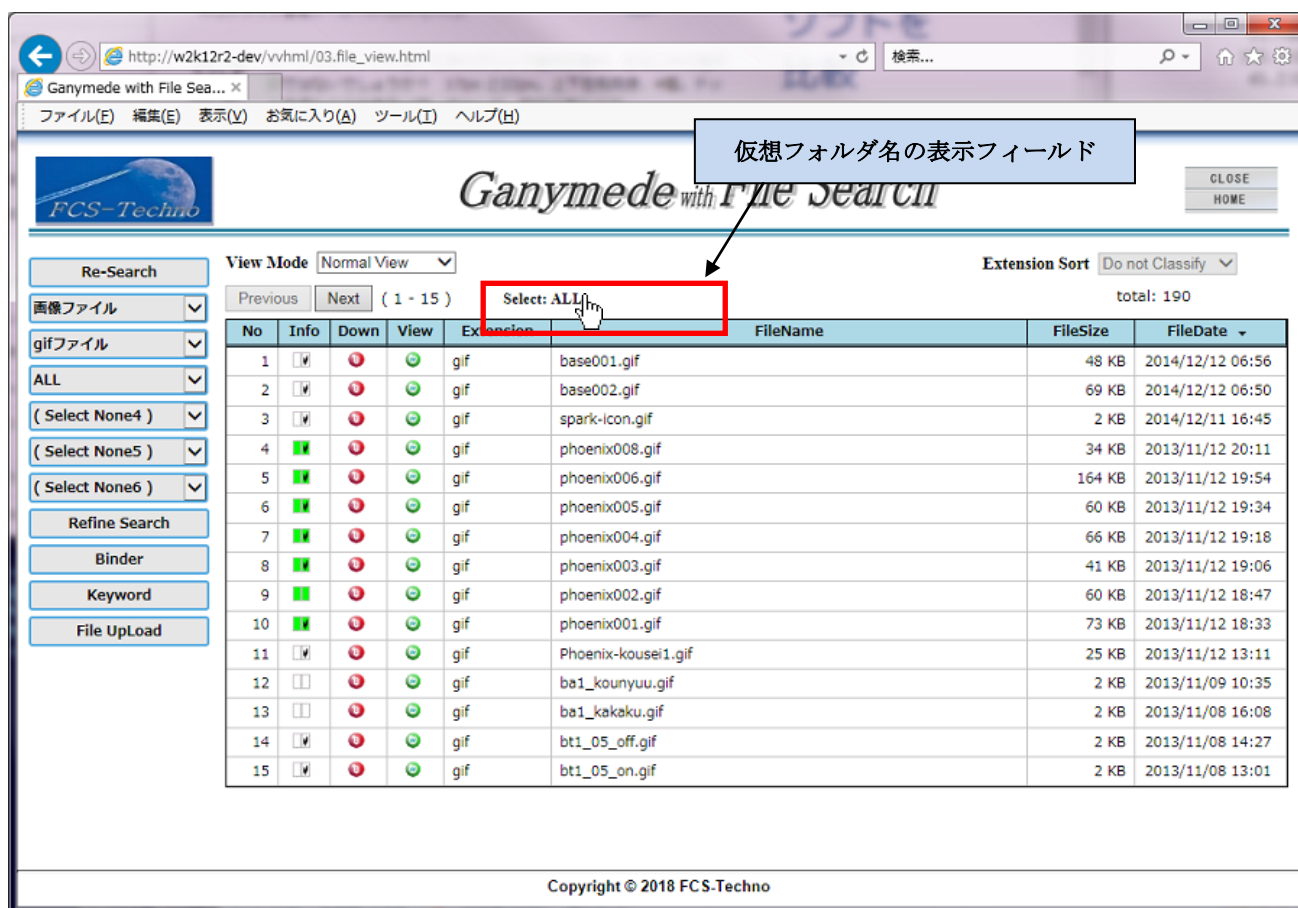 http://w2k12r2-dev/vvhml/03.file_view.html
検索...
Ganymede with File Sea...
ファイル(F) 編集(E) 表示(V) お気に入り(A) ツール(T) ヘルプ(H)
仮想フォルダ名の表示フィールド
FCS-Techno
Ganymede with File Search
CLOSE
HOME
View Mode Normal View
Extension Sort Do not Classify
Previous Next ( 1 - 15 ) Select: ALL total: 190
Re-Search
画像ファイル
gifファイル
ALL
( Select None4 )
( Select None5 )
( Select None6 )
Refine Search
Binder
Keyword
File UpLoad
No Info Down View Extension FileName FileSize FileDate
1 gif base001.gif 48 KB 2014/12/12 06:56
2 gif base002.gif 69 KB 2014/12/12 06:50
3 gif spark-icon.gif 2 KB 2014/12/11 16:45
4 gif phoenix008.gif 34 KB 2013/11/12 20:11
5 gif phoenix006.gif 164 KB 2013/11/12 19:54
6 gif phoenix005.gif 60 KB 2013/11/12 19:34
7 gif phoenix004.gif 66 KB 2013/11/12 19:18
8 gif phoenix003.gif 41 KB 2013/11/12 19:06
9 gif phoenix002.gif 60 KB 2013/11/12 18:47
10 gif phoenix001.gif 73 KB 2013/11/12 18:33
11 gif Phoenix-kousei1.gif 25 KB 2013/11/12 13:11
12 gif ba1_kounyuu.gif 2 KB 2013/11/09 10:35
13 gif ba1_kakaku.gif 2 KB 2013/11/08 16:08
14 gif bt1_05_off.gif 2 KB 2013/11/08 14:27
15 gif bt1_05_on.gif 2 KB 2013/11/08 13:01
Copyright © 2018 FCS-Techno